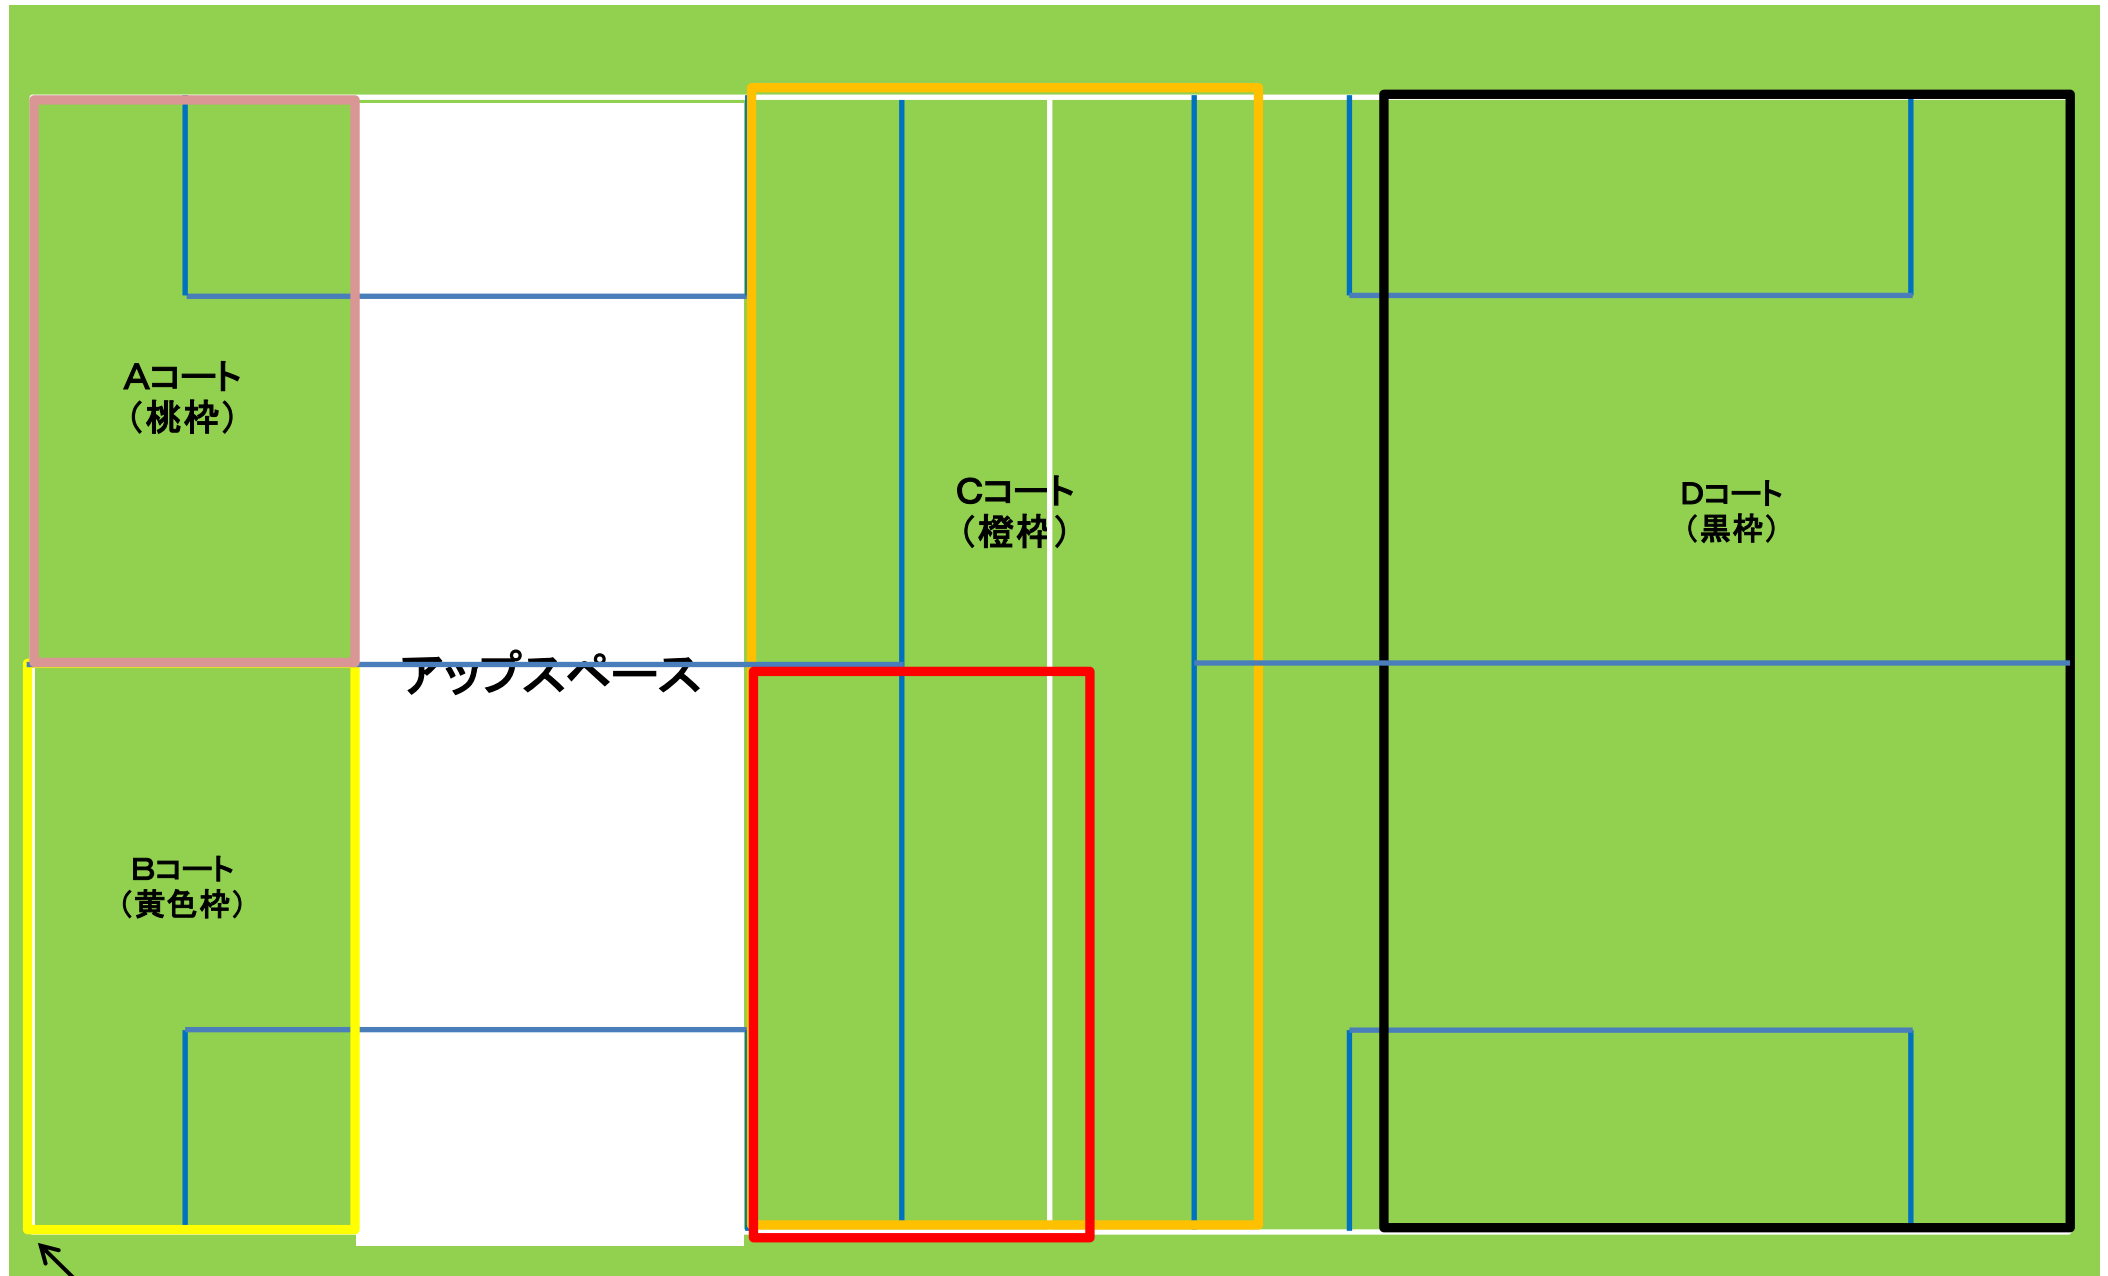 Aコート
（桃枠）
Cコート
（橙枠）
Dコート
（黒枠）
アップスペース
Bコート
（黄色枠）